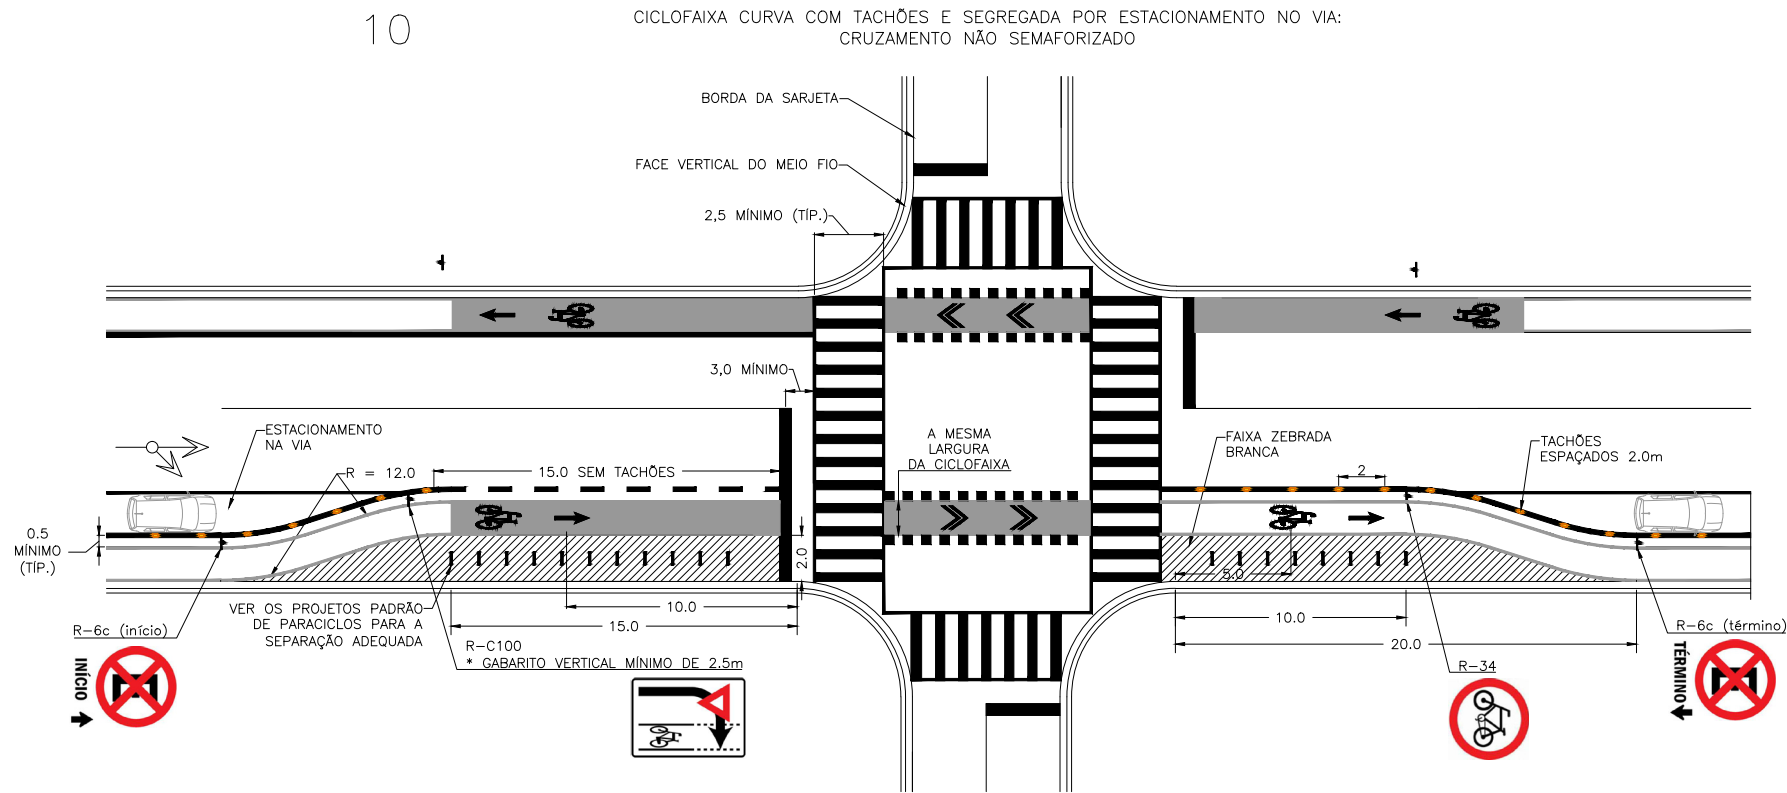 10
CICLOFAIXA CURVA COM TACHÕES E SEGREGADA POR ESTACIONAMENTO NO VIA:
CRUZAMENTO NÃO SEMAFORIZADO
BORDA DA SARJETA
FACE VERTICAL DO MEIO FIO
2,5 MÍNIMO (TÍP.)
3,0 MÍNIMO
ESTACIONAMENTO
NA VIA
R = 12.0
15.0 SEM TACHÕES
A MESMA
LARGURA
DA CICLOFAIXA
FAIXA ZEBRADA
BRANCA
2
TACHÕES
ESPAÇADOS 2.0m
0.5
MÍNIMO
(TÍP.)
2.0
5.0
VER OS PROJETOS PADRÃO
DE PARACICLOS PARA A
SEPARAÇÃO ADEQUADA
10.0
15.0
10.0
20.0
R-6c (início)
R-C100
* GABARITO VERTICAL MÍNIMO DE 2.5m
R-34
R-6c (término)
INÍCIO
TÉRMINO